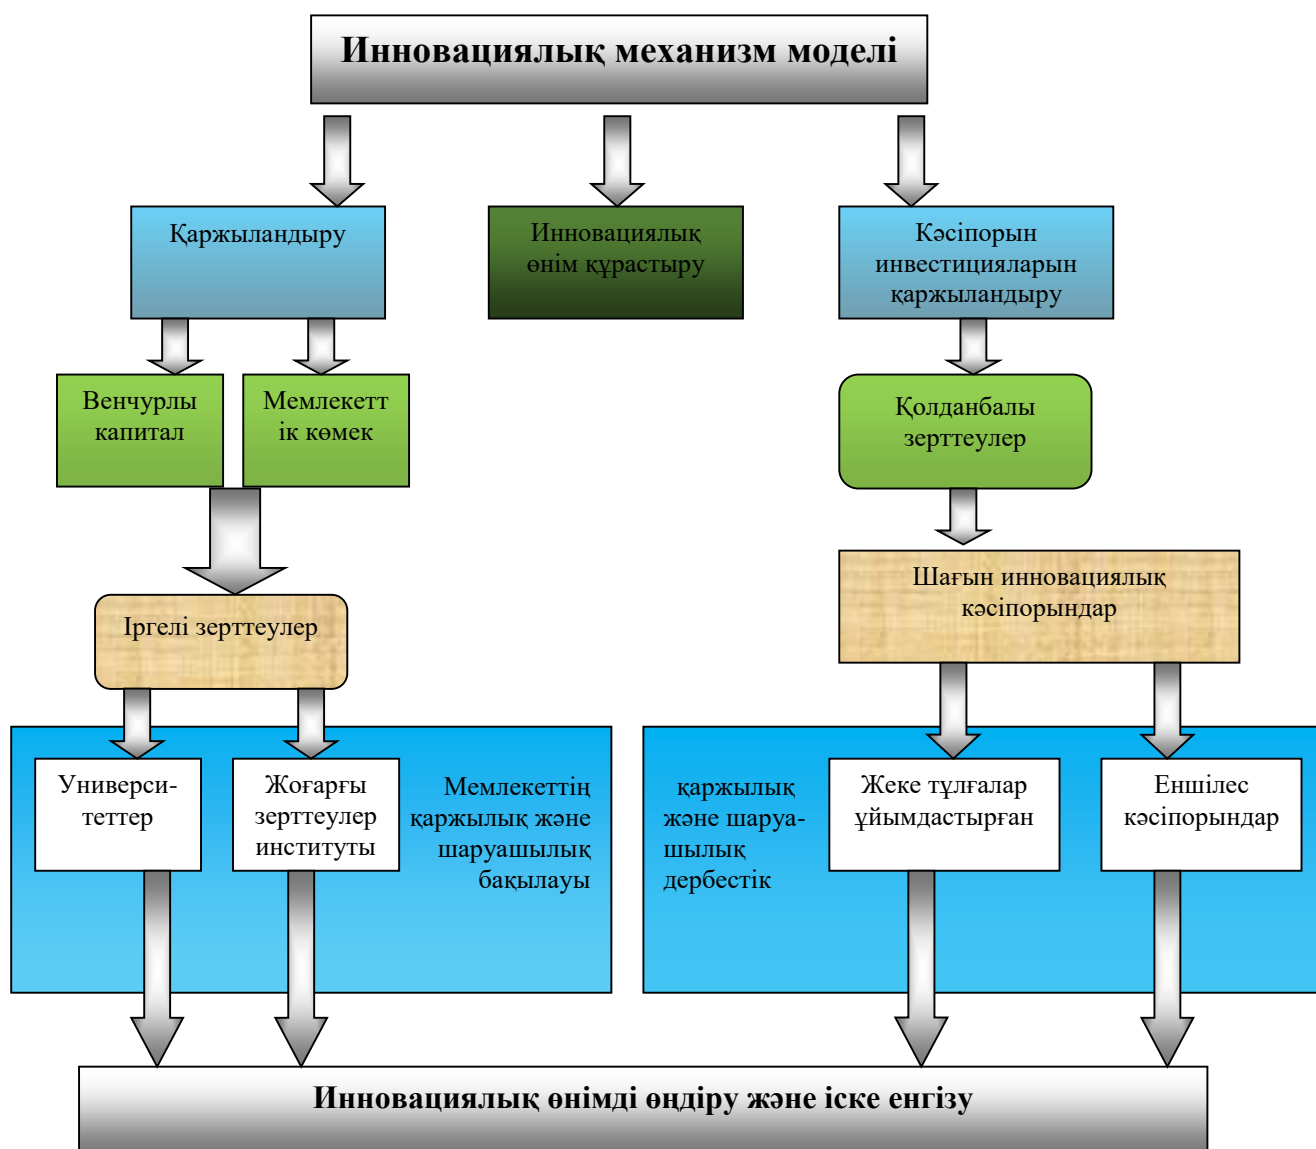 Инновациялық механизм моделі
Қаржыландыру
Инновациялық
өнім құрастыру
Кәсіпорын
инвестицияларын
қаржыландыру
Венчурлы
капитал
Мемлекетт
ік көмек
Қолданбалы
зерттеулер
Іргелі зерттеулер
Шағын инновациялық
кәсіпорындар
Универси-
теттер
Жоғарғы
зерттеулер
институты
Мемлекеттің
қаржылық және
шаруашылық
бақылауы
қаржылық
және шаруа-
шылық
дербестік
Жеке тұлғалар
ұйымдастырған
Еншілес
кәсіпорындар
Инновациялық өнімді өңдіру және іске енгізу